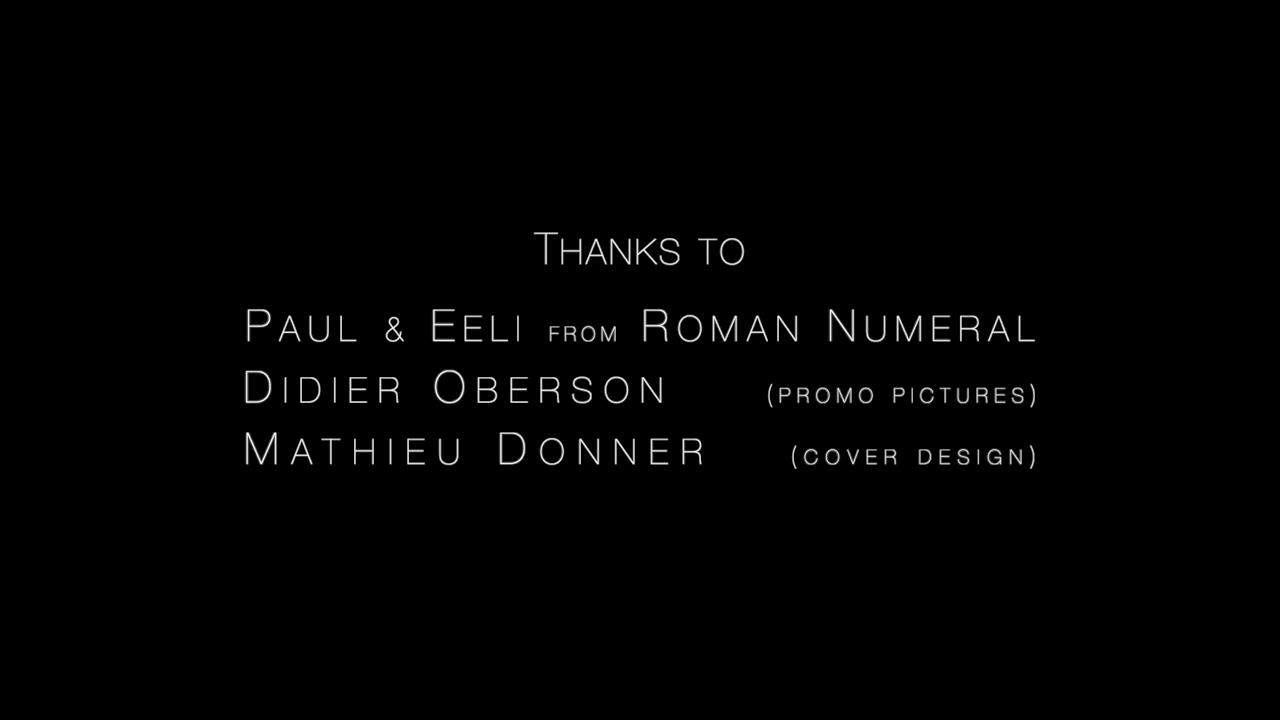 Thanks to
Paul & Eeli from Roman Numeral
Didier Oberson (promo pictures)
Mathieu Donner (cover design)